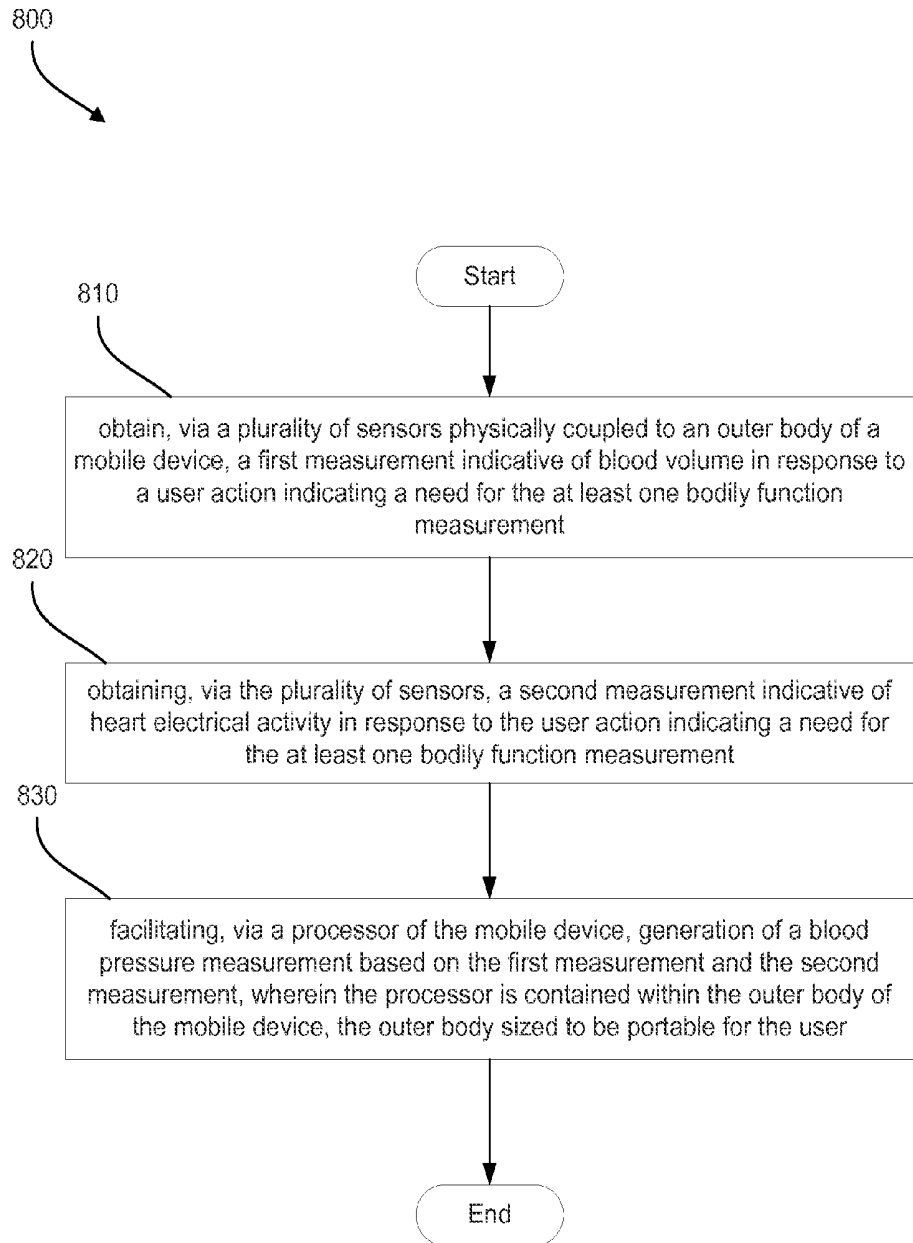 800
Start
810
obtain, via a plurality of sensors physically coupled to an outer body of a
mobile device, a first measurement indicative of blood volume in response to
a user action indicating a need for the at least one bodily function
measurement
820
obtaining, via the plurality of sensors, a second measurement indicative of
heart electrical activity in response to the user action indicating a need for
the at least one bodily function measurement
830
facilitating, via a processor of the mobile device, generation of a blood
pressure measurement based on the first measurement and the second
measurement, wherein the processor is contained within the outer body of
the mobile device, the outer body sized to be portable for the user
End